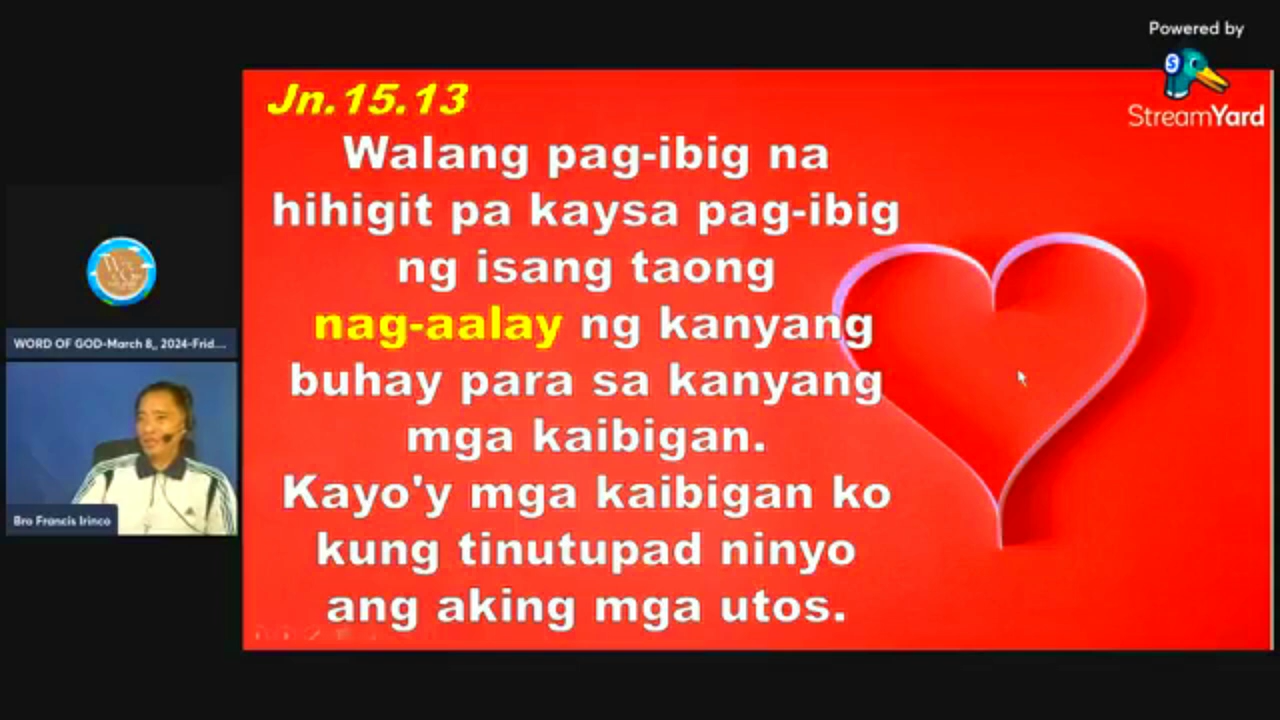 Powered by
StreamYard
Jn.15.13
Walang pag-ibig na
hihigit pa kaysa pag-ibig
ng isang taong
nag-aalay ng kanyang
buhay para sa kanyang
mga kaibigan.
Kayo'y mga kaibigan ko
kung tinutupad ninyo
ang aking mga utos.
WORD OF GOD-March 8,, 2024-Frid...
Bro Francis Irinco